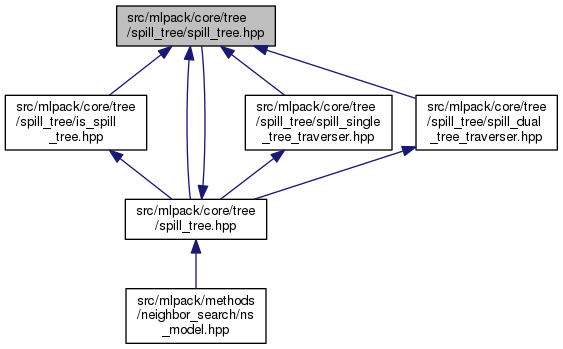 src/mlpack/core/tree
/spill_tree/spill_tree.hpp
src/mlpack/core/tree
/spill_tree/is_spill
_tree.hpp
src/mlpack/core/tree
/spill_tree/spill_single
_tree_traverser.hpp
src/mlpack/core/tree
/spill_tree/spill_dual
_tree_traverser.hpp
src/mlpack/core/tree
/spill_tree.hpp
src/mlpack/methods
/neighbor_search/ns
_model.hpp